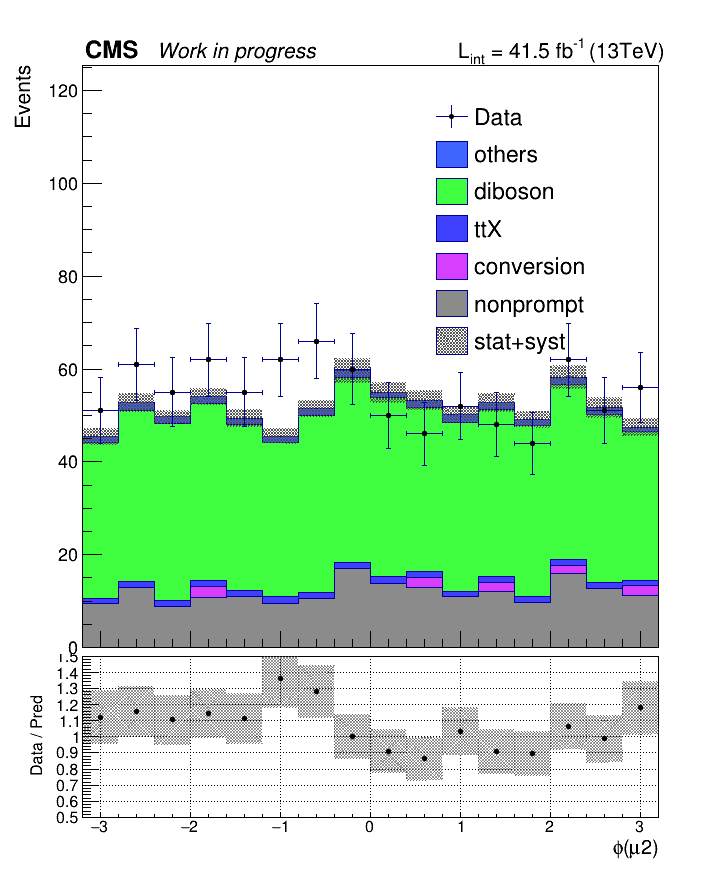 CMS Work in progress L_int = 41.5 fb⁻¹ (13TeV)
Events
120
100
80
60
40
20
0
Data
others
diboson
ttX
conversion
nonprompt
stat+syst
Data / Pred
1.5
1.4
1.3
1.2
1.1
1
0.9
0.8
0.7
0.6
0.5
−3 −2 −1 0 1 2 3
ϕ(μ2)